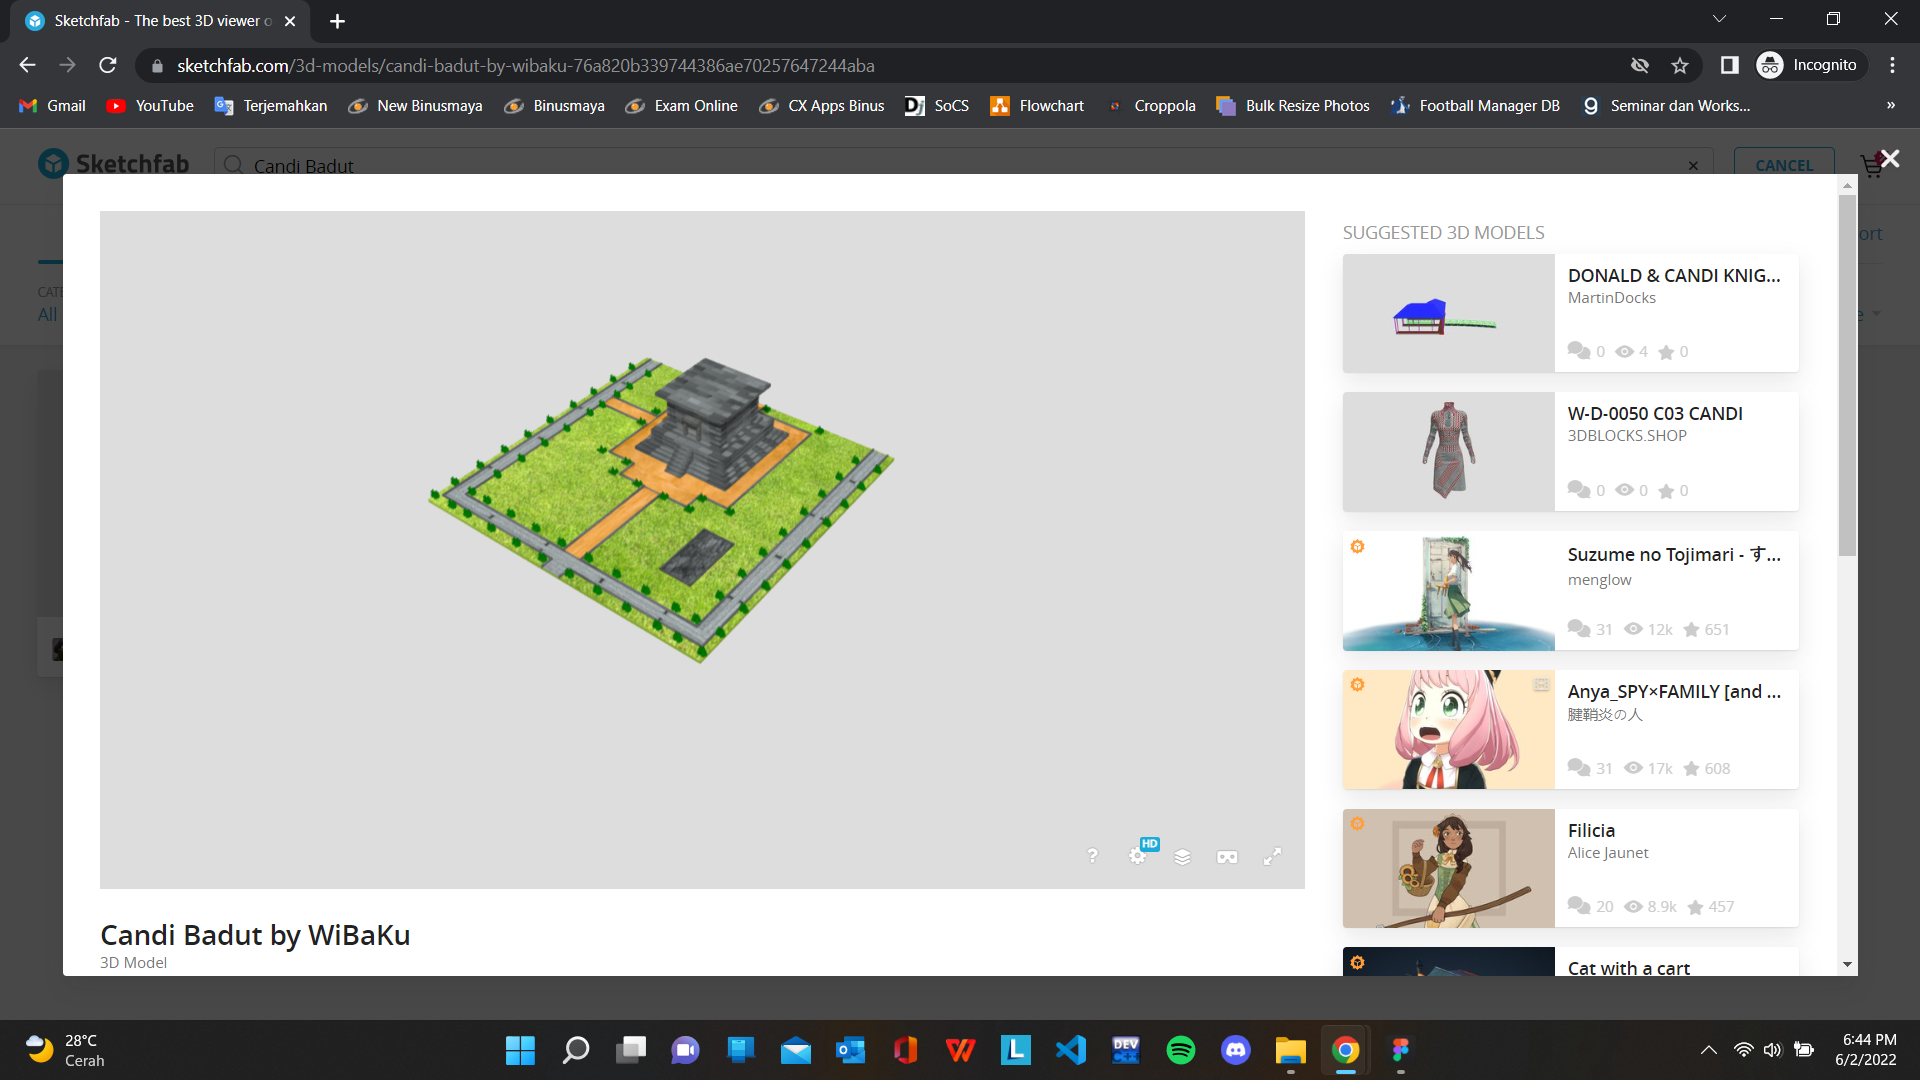 Sketchfab - The best 3D viewer o
sketchfab.com/3d-models/candi-badut-by-wibaku-76a820b339744386ae70257647244aba
Incognito
Gmail
YouTube
Terjemahkan
New Binusmaya
Binusmaya
Exam Online
CX Apps Binus
SoCS
Flowchart
Croppola
Bulk Resize Photos
Football Manager DB
Seminar dan Works...
»
Sketchfab
Candi Badut
CANCEL
ort
CATE
All
e
SUGGESTED 3D MODELS
DONALD & CANDI KNIG...
MartinDocks
0 4 0
W-D-0050 C03 CANDI
3DBLOCKS.SHOP
0 0 0
Suzume no Tojimari - す...
menglow
31 12k 651
Anya_SPY×FAMILY [and ...
腱鞘炎の人
31 17k 608
Filicia
Alice Jaunet
20 8.9k 457
Cat with a cart
? HD
Candi Badut by WiBaKu
3D Model
28°C
Cerah
DEV
C++
6:44 PM
6/2/2022